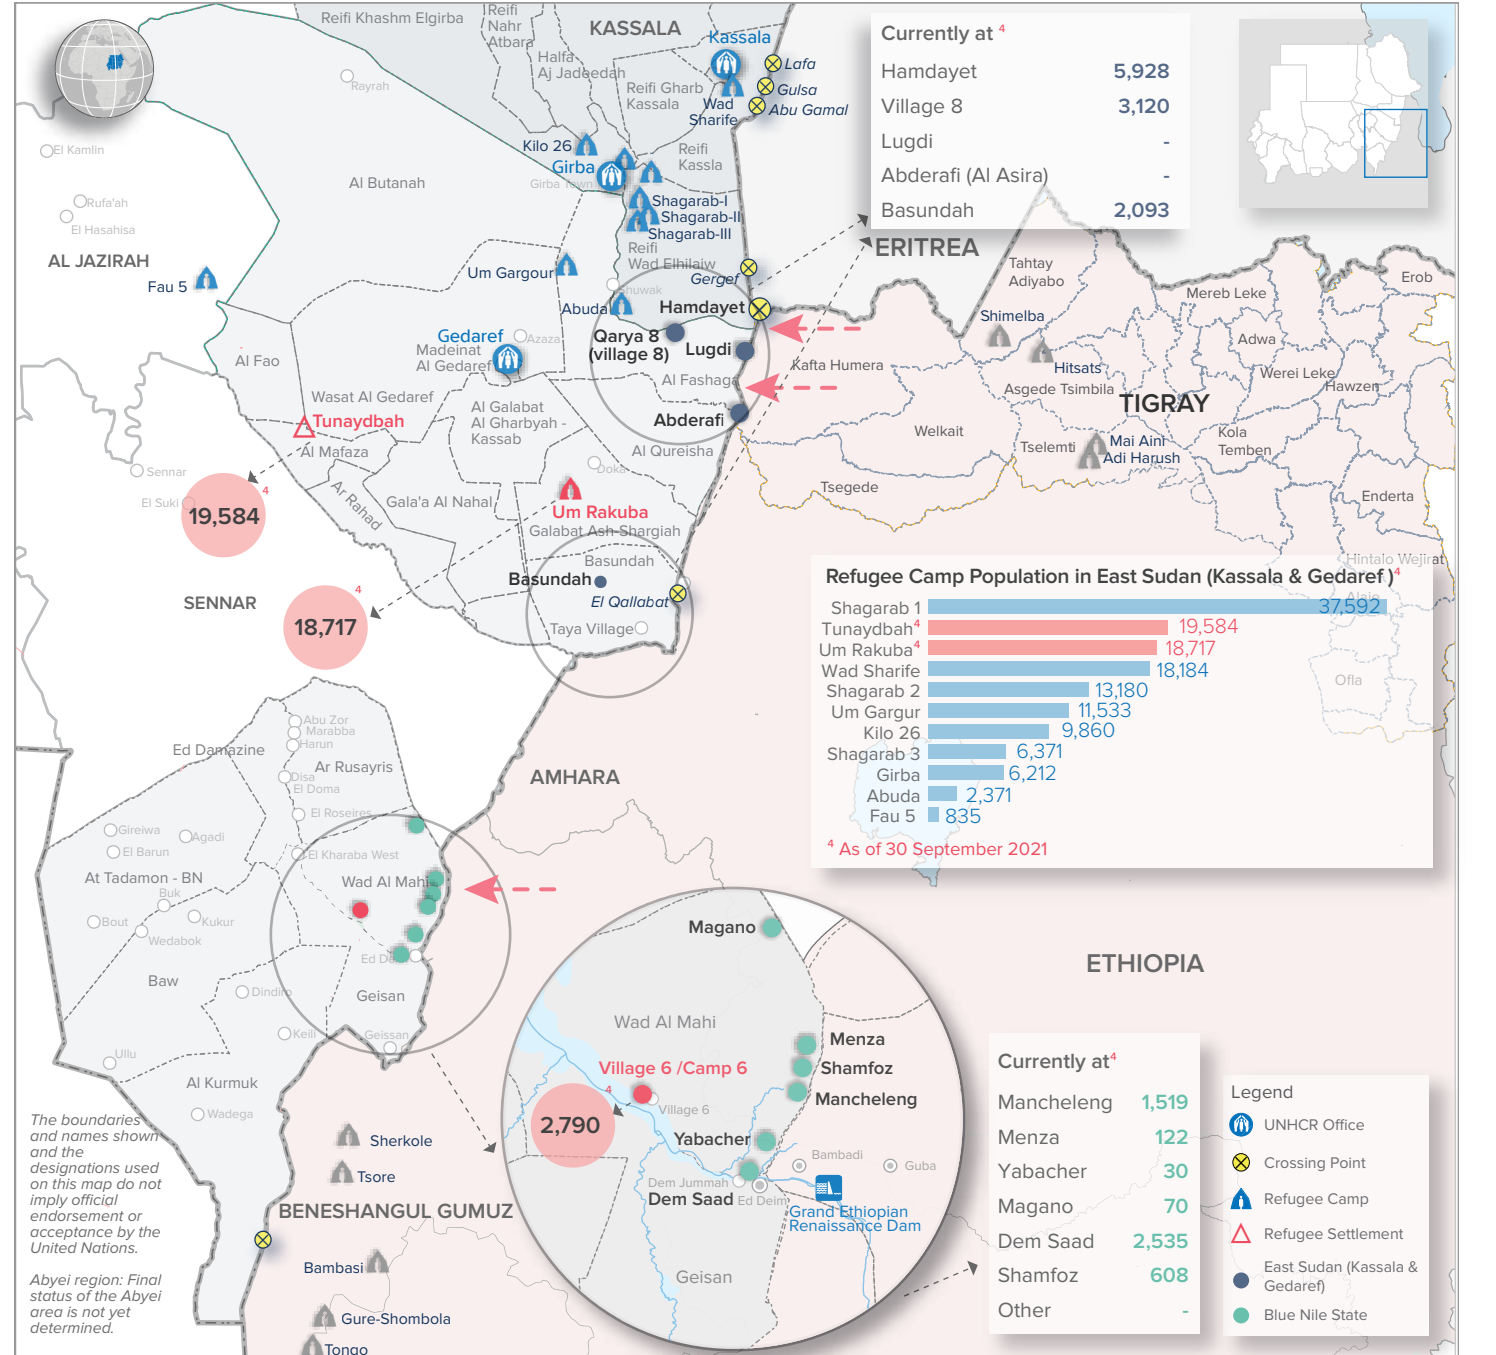 Reifi Khashm Elgirba
Reifi
Nahr
Atbara
KASSALA
Kassala
Halfa
Aj Jadeedah
Reifi Gharb
Kassala
Wad
Sharife
Lafa
Gulsa
Abu Gamal
Rayrah
El Kamlin
Kilo 26
Girba
Girba Town
Reifi
Kassla
Al Butanah
Rufa'ah
El Hasahisa
Shagarab-I
Shagarab-II
Shagarab-III
AL JAZIRAH
Fau 5
Um Gargour
Reifi
Wad Elhilaiw
Gergef
Shuwak
Abuda
Hamdayet
Gedaref
Azaza
Madeinat
Al Gedaref
Qarya 8
(village 8)
Lugdi
Al Fao
Al Fashaga
Wasat Al Gedaref
Al Galabat
Al Gharbyah -
Kassab
Abderafi
Tunaydbah
Al Mafaza
Al Qureisha
Sennar
Doka
El Suki
Ar Rahad
Gala'a Al Nahal
19,584
4
Um Rakuba
Galabat Ash-Shargiah
Basundah
Basundah
El Qallabat
Taya Village
SENNAR
18,717
4
Currently at 4
Hamdayet 5,928
Village 8 3,120
Lugdi -
Abderafi (Al Asira) -
Basundah 2,093
ERITREA
Tahtay
Adiyabo
Erob
Mereb Leke
Shimelba
Adwa
Kafta Humera
Hitsats
Werei Leke
Hawzen
Asgede Tsimbila
TIGRAY
Welkait
Tselemti
Mai Aini
Adi Harush
Kola
Temben
Tsegede
Enderta
Hintalo Wejirat
Alaje
Ofla
Refugee Camp Population in East Sudan (Kassala & Gedaref )4
Shagarab 1 37,592
Tunaydbah4 19,584
Um Rakuba4 18,717
Wad Sharife 18,184
Shagarab 2 13,180
Um Gargur 11,533
Kilo 26 9,860
Shagarab 3 6,371
Girba 6,212
Abuda 2,371
Fau 5 835
4 As of 30 September 2021
AMHARA
Abu Zor
Marabba
Harun
Ed Damazine
Ar Rusayris
Disa
El Doma
El Roseires
Gireiwa
Agadi
El Barun
El Kharaba West
At Tadamon - BN
Wad Al Mahi
Buk
Bout
Kukur
Wedabok
Baw
Dindiro
Geisan
Keili
Geissan
Ullu
Al Kurmuk
Wadega
Magano
Wad Al Mahi
Menza
Shamfoz
Mancheleng
Village 6 /Camp 6
4
2,790
Village 6
Yabacher
Bambadi
Guba
Dem Jummah
Dem Saad
Ed Deim
Grand Ethiopian
Renaissance Dam
Geisan
ETHIOPIA
Currently at4
Mancheleng 1,519
Menza 122
Yabacher 30
Magano 70
Dem Saad 2,535
Shamfoz 608
Other -
Legend
UNHCR Office
Crossing Point
Refugee Camp
Refugee Settlement
East Sudan (Kassala &
Gedaref)
Blue Nile State
Sherkole
Tsore
BENESHANGUL GUMUZ
Bambasi
Gure-Shombola
Tongo
The boundaries
and names shown
and the
designations used
on this map do not
imply official
endorsement or
acceptance by the
United Nations.
Abyei region: Final
status of the Abyei
area is not yet
determined.